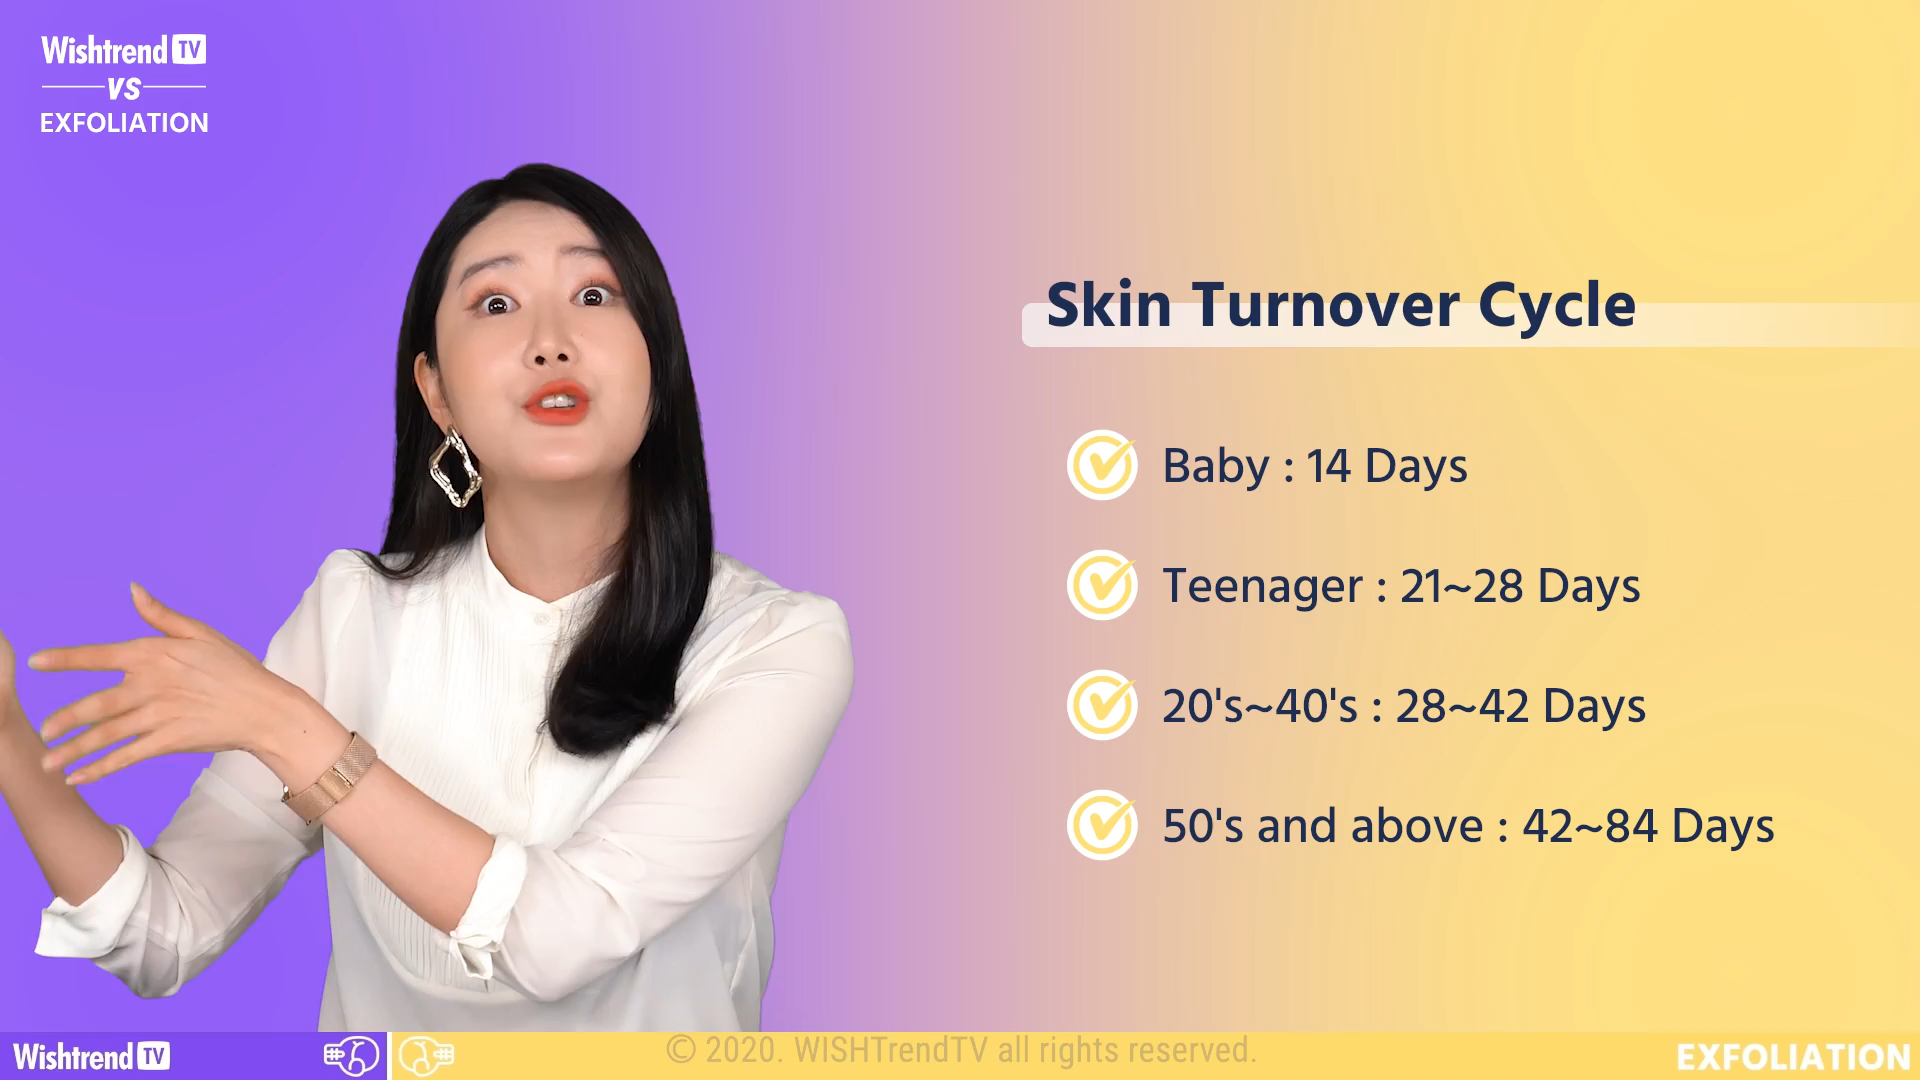 Wishtrend TV
VS
EXFOLIATION
Skin Turnover Cycle
Baby : 14 Days
Teenager : 21~28 Days
20's~40's : 28~42 Days
50's and above : 42~84 Days
Wishtrend TV
© 2020. WISHTrendTV all rights reserved.
EXFOLIATION